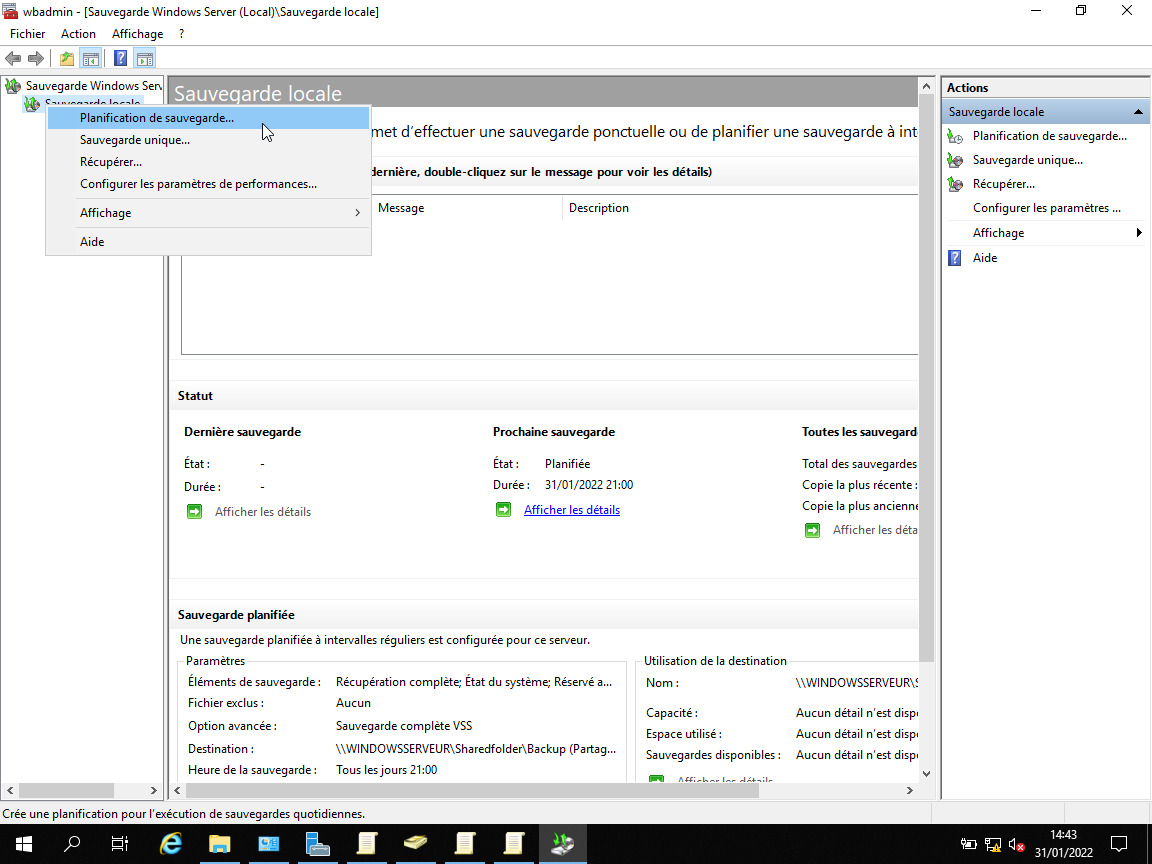 wbadmin - [Sauvegarde Windows Server (Local)\Sauvegarde locale]
Fichier Action Affichage ?
Sauvegarde Windows Serv
Sauvegarde locale
Planification de sauvegarde...
Sauvegarde unique...
Récupérer...
Configurer les paramètres de performances...
Affichage
Aide
Sauvegarde locale
met d’effectuer une sauvegarde ponctuelle ou de planifier une sauvegarde à inte
dernière, double-cliquez sur le message pour voir les détails)
Message Description
Statut
Dernière sauvegarde
État : -
Durée : -
Afficher les détails
Prochaine sauvegarde
État : Planifiée
Durée : 31/01/2022 21:00
Afficher les détails
Toutes les sauvegard
Total des sauvegardes
Copie la plus récente :
Copie la plus ancienne
Afficher les déta
Sauvegarde planifiée
Une sauvegarde planifiée à intervalles réguliers est configurée pour ce serveur.
Paramètres
Éléments de sauvegarde : Récupération complète; État du système; Réservé a...
Fichier exclus : Aucun
Option avancée : Sauvegarde complète VSS
Destination : \\WINDOWSSERVEUR\Sharedfolder\Backup (Partag...
Heure de la sauvegarde : Tous les jours 21:00
Utilisation de la destination
Nom : \\WINDOWSSERVEUR\S
Capacité : Aucun détail n’est disp
Espace utilisé : Aucun détail n’est disp
Sauvegardes disponibles : Aucun détail n’est disp
Afficher les détails
Actions
Sauvegarde locale
Planification de sauvegarde...
Sauvegarde unique...
Récupérer...
Configurer les paramètres ...
Affichage
Aide
Crée une planification pour l’exécution de sauvegardes quotidiennes.
14:43
31/01/2022